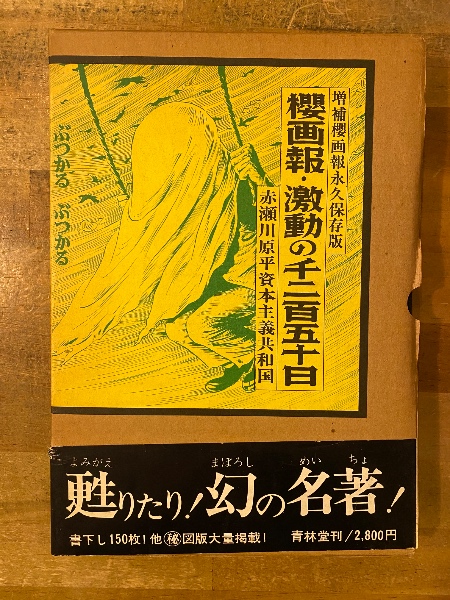 増補櫻画報永久保存版
櫻画報・激動の千二百五十日
赤瀬川原平資本主義共和国
ぶつかる ぶつかる
よみがえ まぼろし めい ちょ
甦りたり!幻の名著!
書下し150枚!他㊙図版大量掲載! 青林堂刊/2,800円